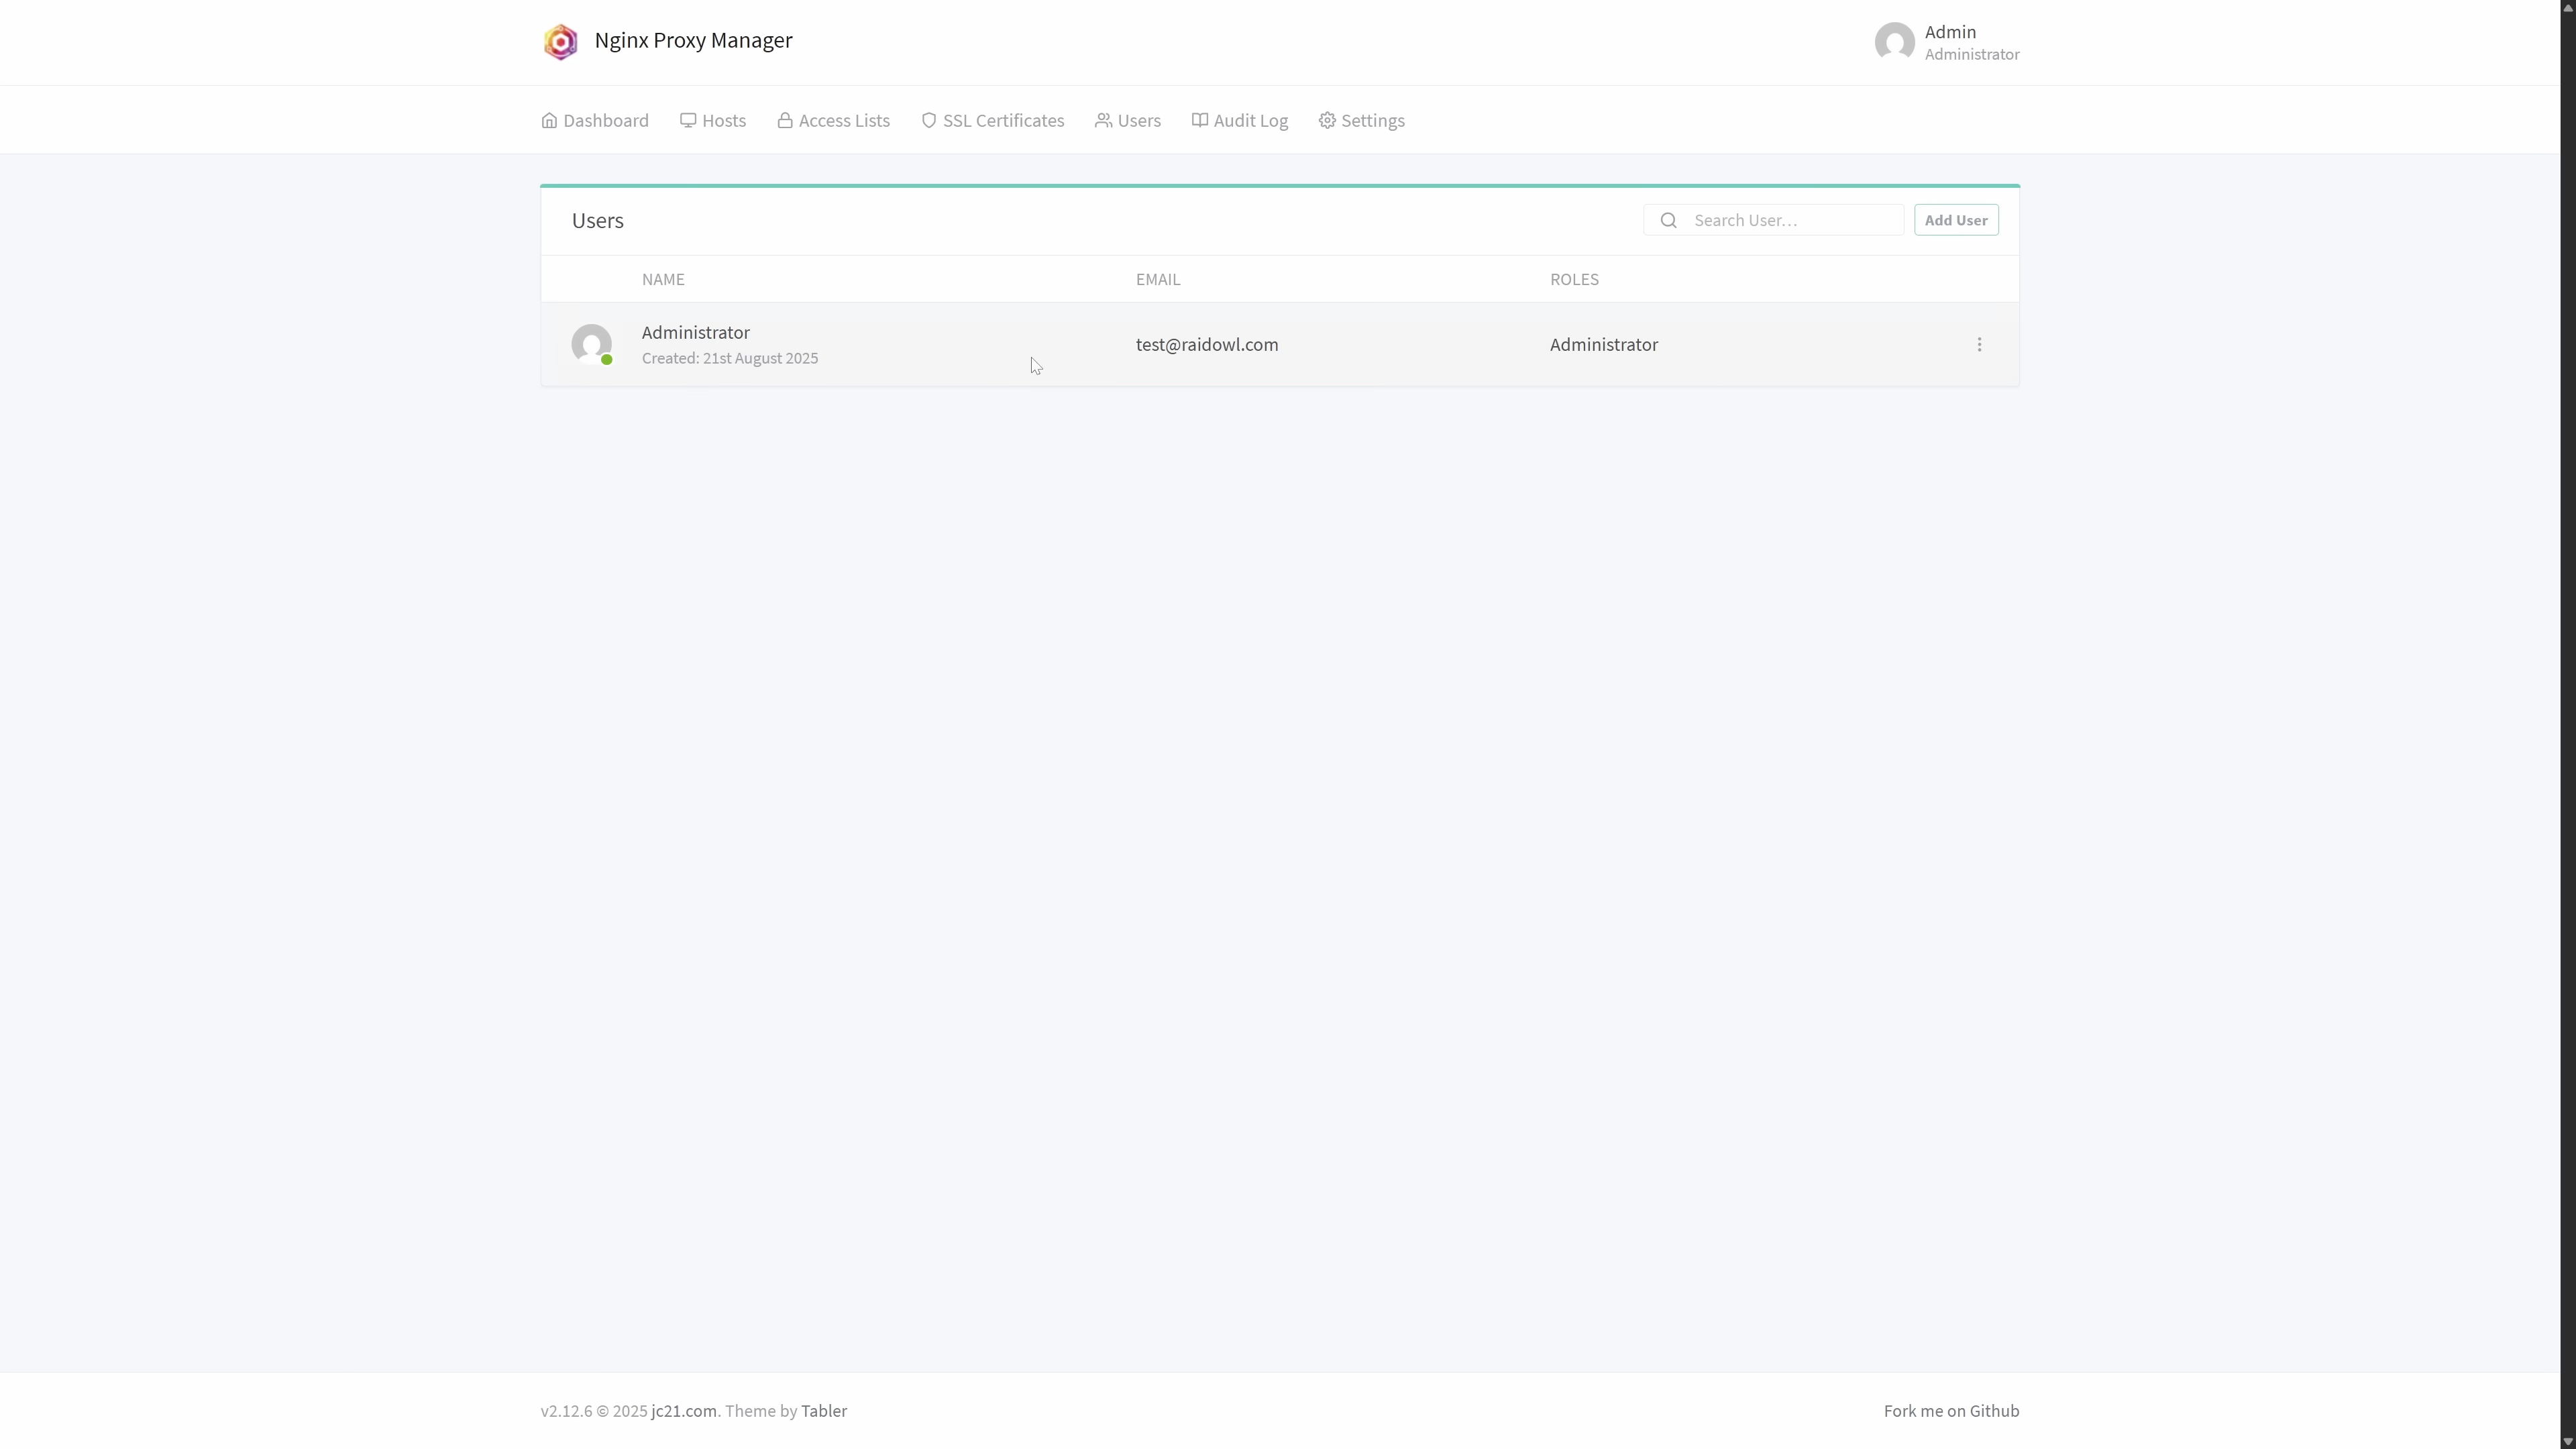 Nginx Proxy Manager
Admin
Administrator
Dashboard
Hosts
Access Lists
SSL Certificates
Users
Audit Log
Settings
Users
Search User...
Add User
NAME
EMAIL
ROLES
Administrator
Created: 21st August 2025
test@raidowl.com
Administrator
v2.12.6 © 2025 jc21.com. Theme by Tabler
Fork me on Github